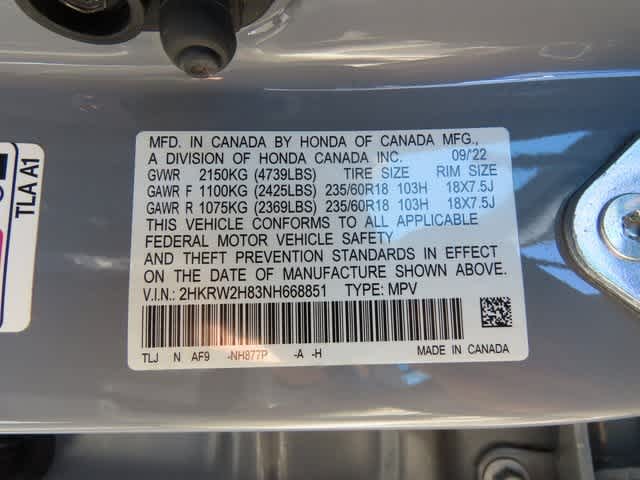 MFD. IN CANADA BY HONDA OF CANADA MFG.,
A DIVISION OF HONDA CANADA INC. 09/'22
GVWR 2150KG (4739LBS) TIRE SIZE RIM SIZE
GAWR F 1100KG (2425LBS) 235/60R18 103H 18X7.5J
GAWR R 1075KG (2369LBS) 235/60R18 103H 18X7.5J
THIS VEHICLE CONFORMS TO ALL APPLICABLE
FEDERAL MOTOR VEHICLE SAFETY
AND THEFT PREVENTION STANDARDS IN EFFECT
ON THE DATE OF MANUFACTURE SHOWN ABOVE.
V.I.N.: 2HKRW2H83NH668851 TYPE: MPV
TLJ N AF9 -NH877P -A -H MADE IN CANADA
TLA A1